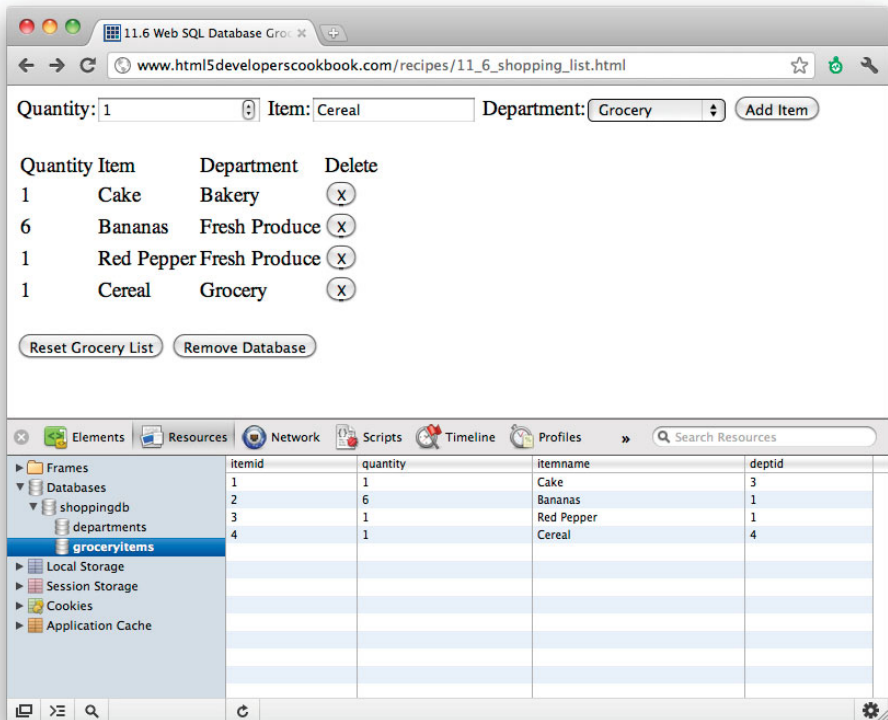 11.6 Web SQL Database Groc
www.html5developerscookbook.com/recipes/11_6_shopping_list.html
Quantity: 1 Item: Cereal Department: Grocery Add Item
Quantity Item Department Delete
1 Cake Bakery X
6 Bananas Fresh Produce X
1 Red Pepper Fresh Produce X
1 Cereal Grocery X
Reset Grocery List Remove Database
Elements Resources Network Scripts Timeline Profiles » Search Resources
Frames
Databases
shoppingdb
departments
groceryitems
Local Storage
Session Storage
Cookies
Application Cache
itemid quantity itemname deptid
1 1 Cake 3
2 6 Bananas 1
3 1 Red Pepper 1
4 1 Cereal 4